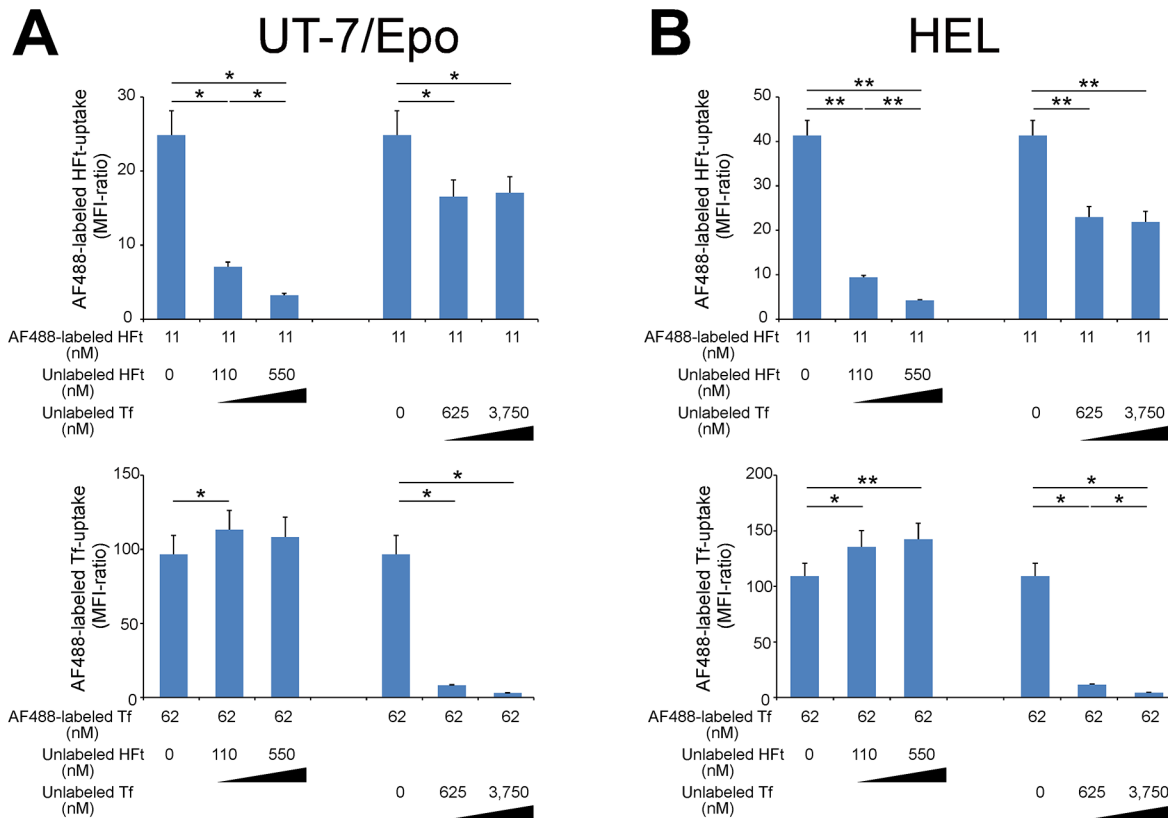 A
UT-7/Epo
* * *
* *
AF488-labeled HFt-uptake
(MFI-ratio)
30
20
10
0
AF488-labeled HFt
(nM)
11 11 11 11 11 11
Unlabeled HFt
(nM)
0 110 550
Unlabeled Tf
(nM)
0 625 3,750
*
* *
AF488-labeled Tf-uptake
(MFI-ratio)
150
100
50
0
AF488-labeled Tf
(nM)
62 62 62 62 62 62
Unlabeled HFt
(nM)
0 110 550
Unlabeled Tf
(nM)
0 625 3,750
B
HEL
** ** **
** **
AF488-labeled HFt-uptake
(MFI-ratio)
50
40
30
20
10
0
AF488-labeled HFt
(nM)
11 11 11 11 11 11
Unlabeled HFt
(nM)
0 110 550
Unlabeled Tf
(nM)
0 625 3,750
** *
* * *
AF488-labeled Tf-uptake
(MFI-ratio)
200
150
100
50
0
AF488-labeled Tf
(nM)
62 62 62 62 62 62
Unlabeled HFt
(nM)
0 110 550
Unlabeled Tf
(nM)
0 625 3,750